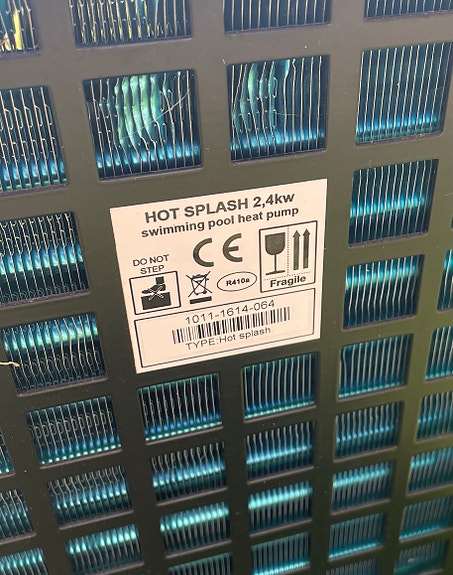 HOT SPLASH 2,4kw
swimming pool heat pump
DO NOT
STEP
CE
R410a
Fragile
1011-1614-064
TYPE:Hot splash